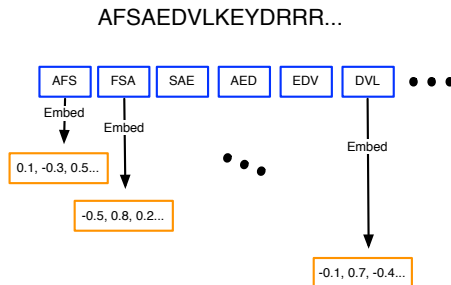 AFSAEDVLKEYDRRR...
AFS FSA SAE AED EDV DVL
Embed
Embed
Embed
0.1, -0.3, 0.5...
-0.5, 0.8, 0.2...
-0.1, 0.7, -0.4...